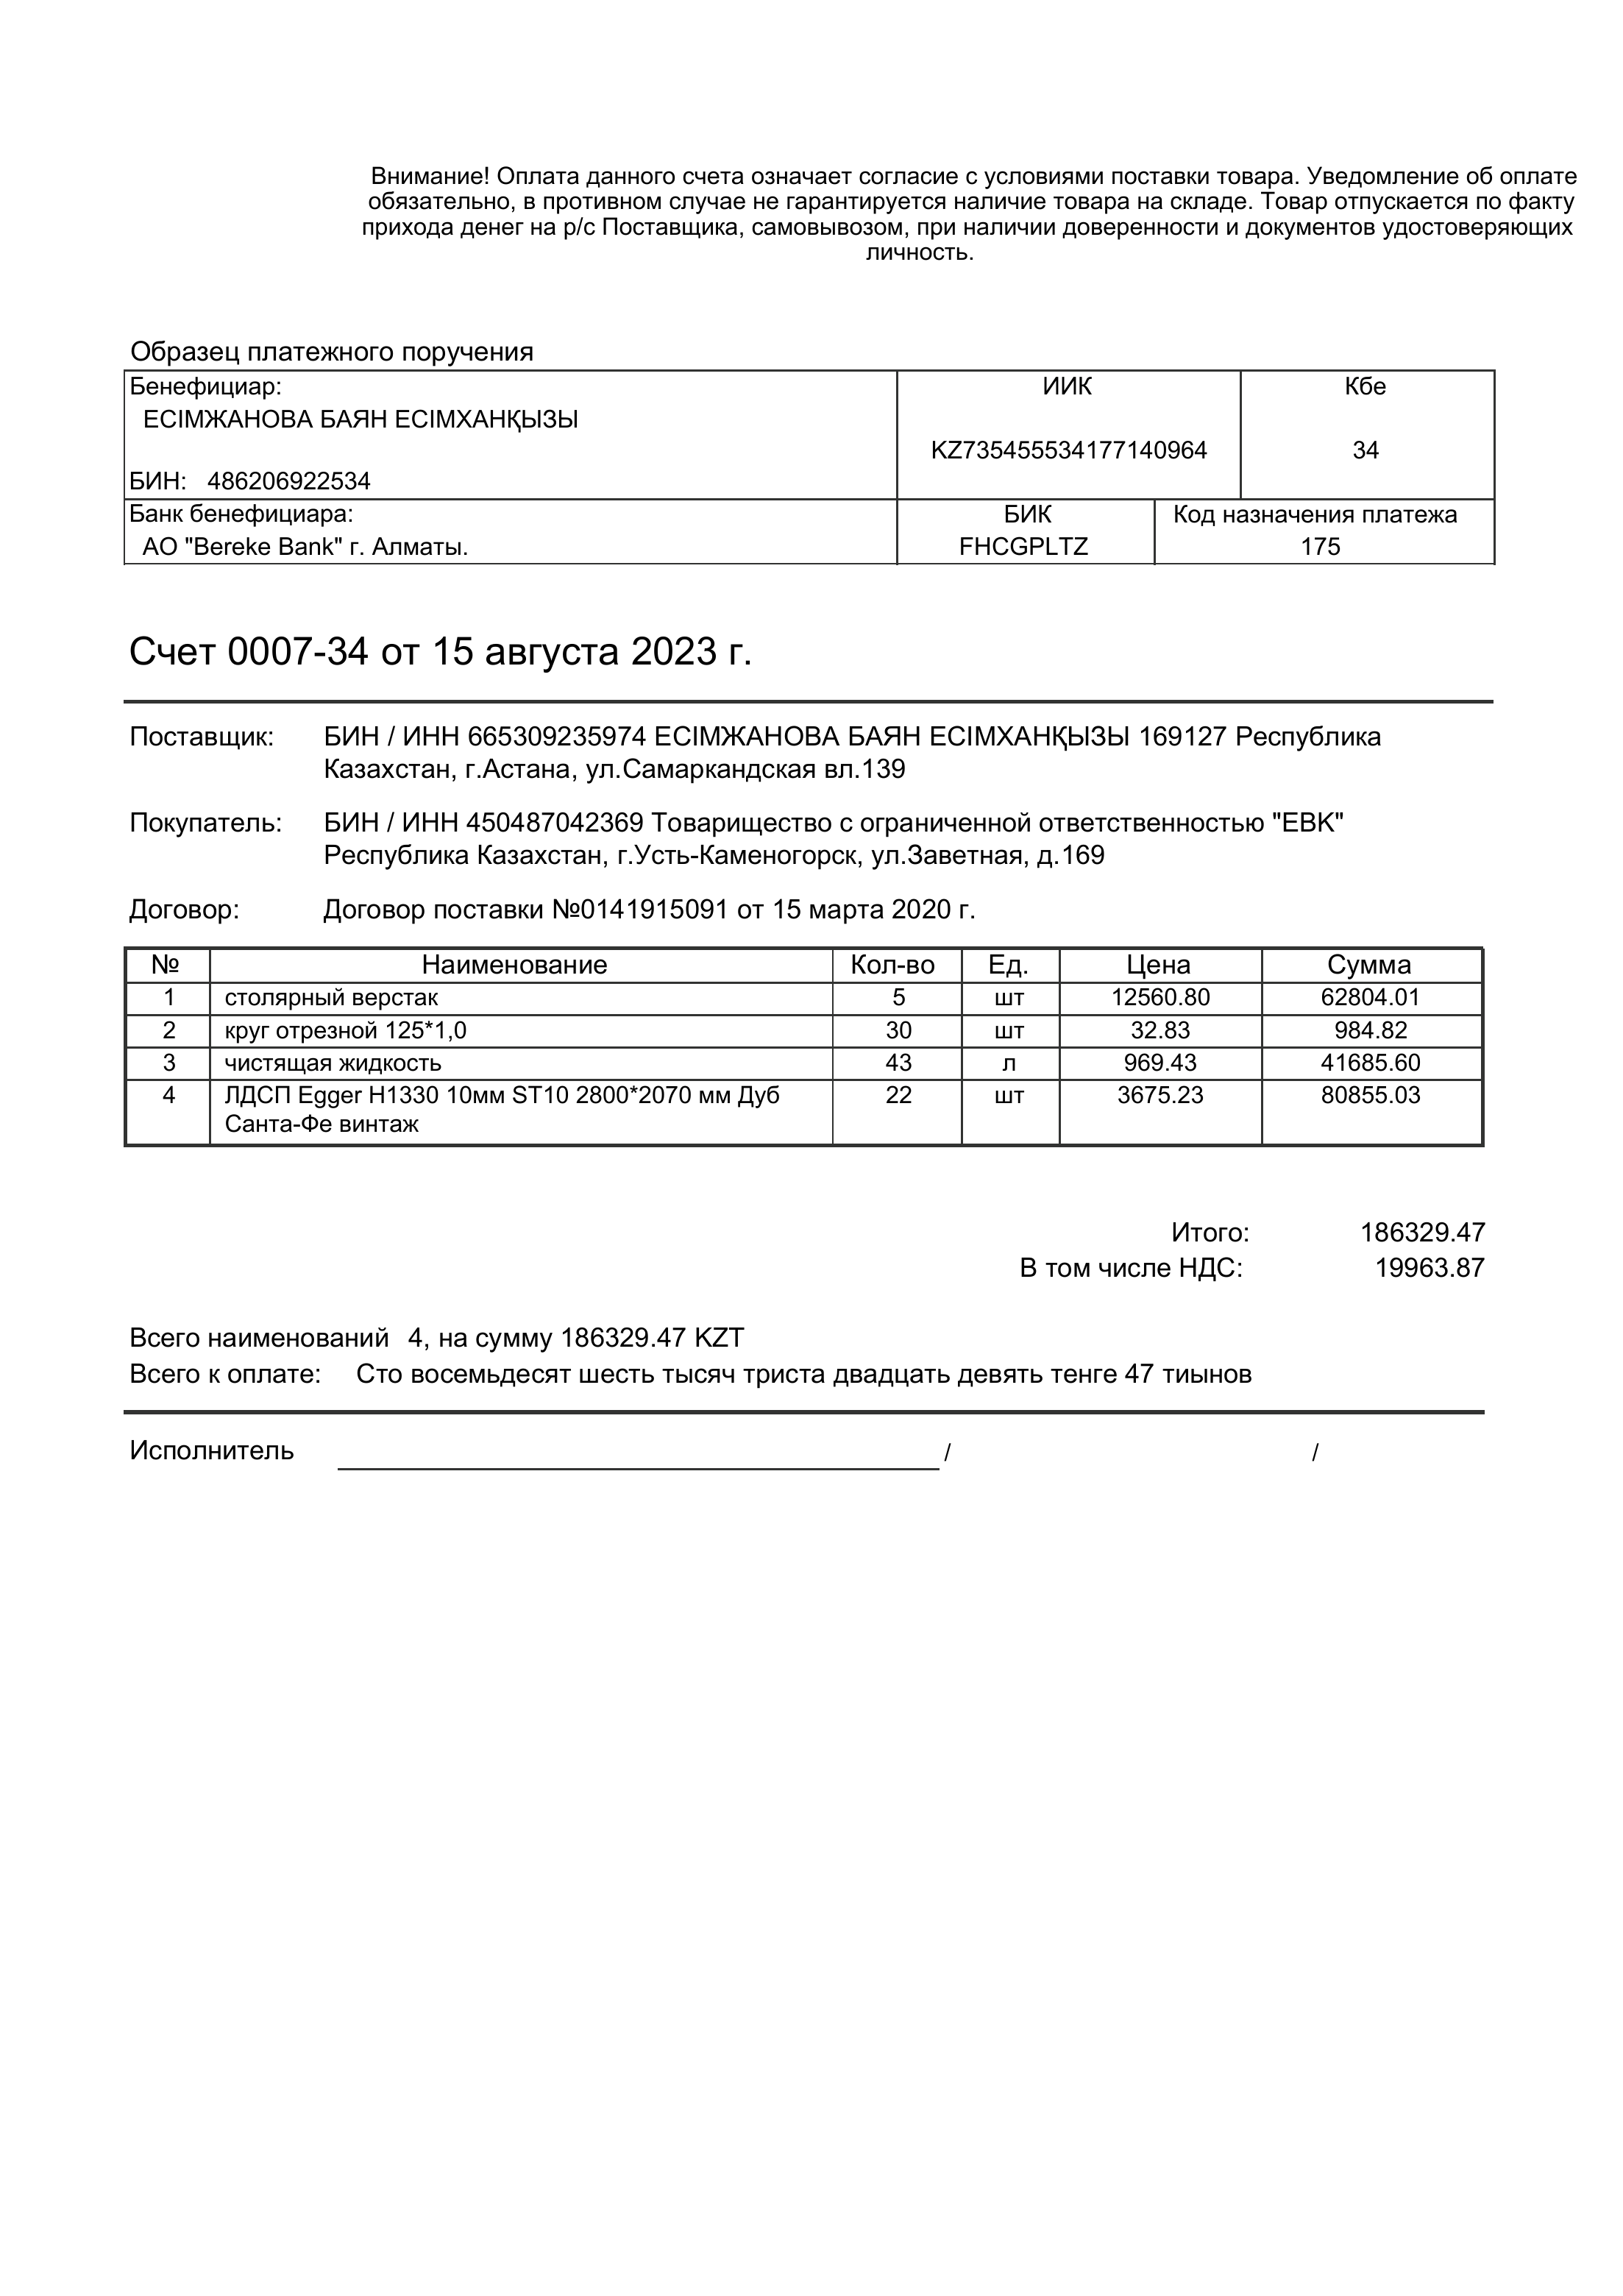 Внимание! Оплата данного счета означает согласие с условиями поставки товара. Уведомление об оплате
обязательно, в противном случае не гарантируется наличие товара на складе. Товар отпускается по факту
прихода денег на р/с Поставщика, самовывозом, при наличии доверенности и документов удостоверяющих
личность.
Образец платежного поручения
Бенефициар: ИИК Кбе
ЕСІМЖАНОВА БАЯН ЕСІМХАНҚЫЗЫ
KZ735455534177140964 34
БИН: 486206922534
Банк бенефициара: БИК Код назначения платежа
АО "Bereke Bank" г. Алматы. FHCGPLTZ 175
Счет 0007-34 от 15 августа 2023 г.
Поставщик: БИН / ИНН 665309235974 ЕСІМЖАНОВА БАЯН ЕСІМХАНҚЫЗЫ 169127 Республика
Казахстан, г.Астана, ул.Самаркандская вл.139
Покупатель: БИН / ИНН 450487042369 Товарищество с ограниченной ответственностью "EBK"
Республика Казахстан, г.Усть-Каменогорск, ул.Заветная, д.169
Договор: Договор поставки №0141915091 от 15 марта 2020 г.
№ Наименование Кол-во Ед. Цена Сумма
1 столярный верстак 5 шт 12560.80 62804.01
2 круг отрезной 125*1,0 30 шт 32.83 984.82
3 чистящая жидкость 43 л 969.43 41685.60
4 ЛДСП Egger H1330 10мм ST10 2800*2070 мм Дуб 22 шт 3675.23 80855.03
Санта-Фе винтаж
Итого: 186329.47
В том числе НДС: 19963.87
Всего наименований 4, на сумму 186329.47 KZT
Всего к оплате: Сто восемьдесят шесть тысяч триста двадцать девять тенге 47 тиынов
Исполнитель / /